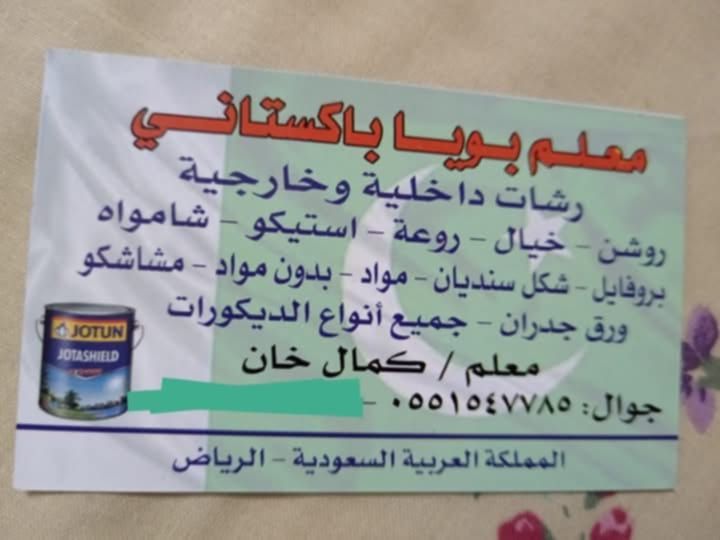 معلم بويا باكستاني
رشات داخلية وخارجية
روشن - خيال - روعة - استيكو - شامواه
بروفايل - شكل سنديان - مواد - بدون مواد - مشاشكو
ورق جدران - جميع أنواع الديكورات
معلم / كمال خان
جوال: ٠٥٥١٥٤٧٧٨٥ -
JOTUN
JOTASHIELD
المملكة العربية السعودية - الرياض